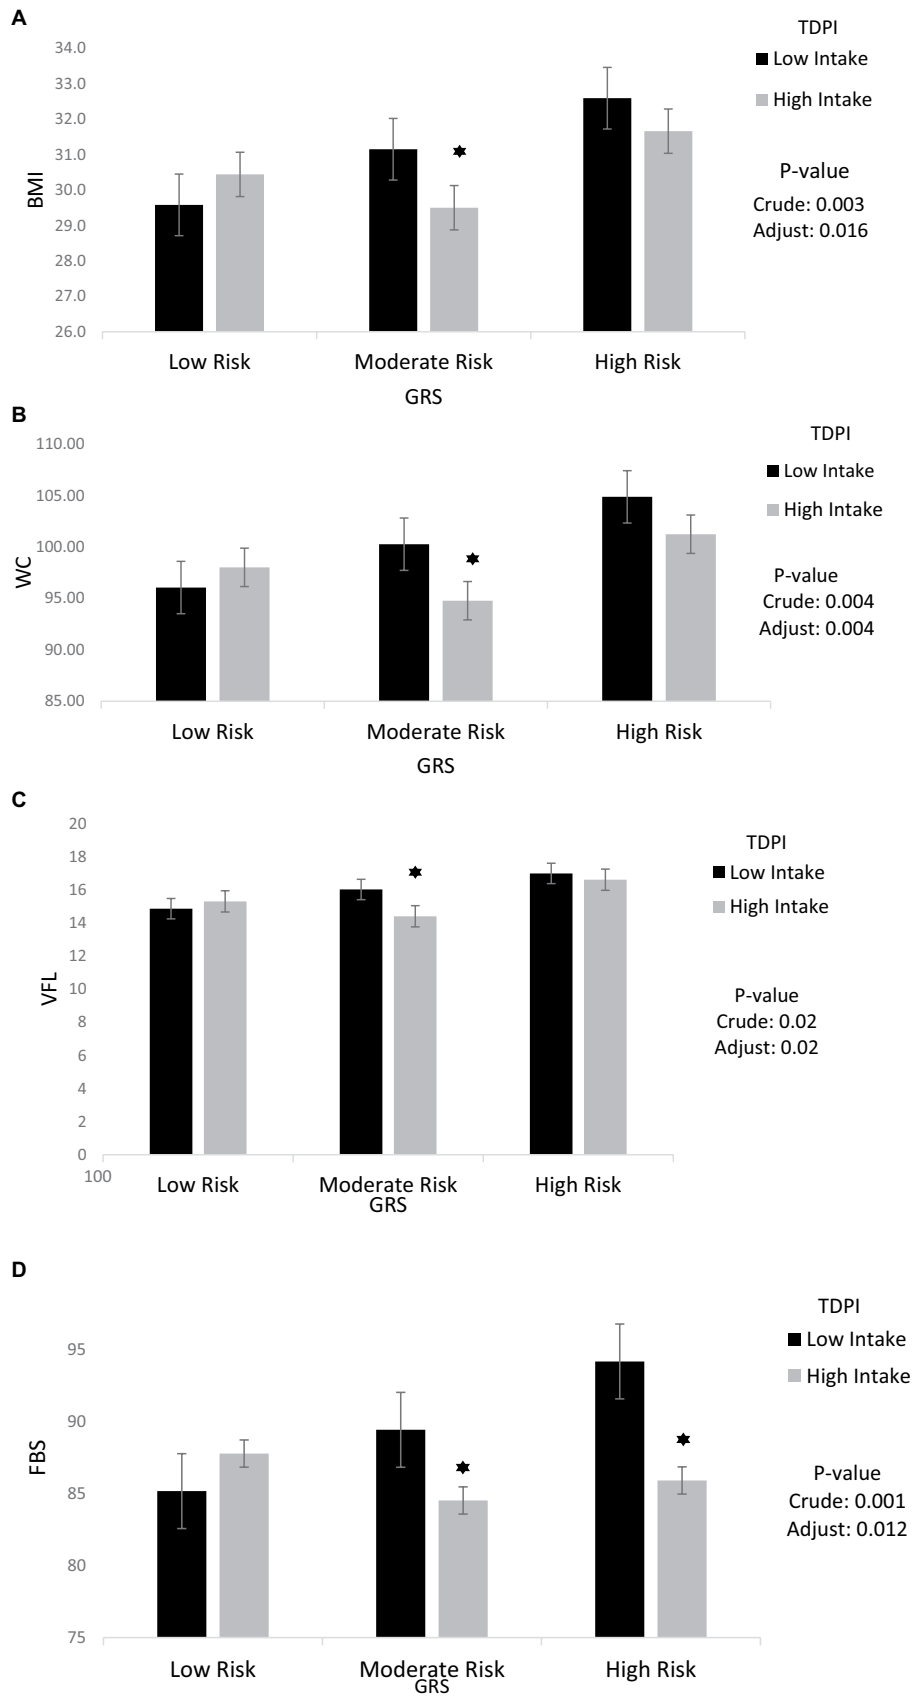 A
TDPI
Low Intake
High Intake
P-value
Crude: 0.003
Adjust: 0.016
BMI
34.0
33.0
32.0
31.0
30.0
29.0
28.0
27.0
26.0
Low Risk Moderate Risk High Risk
GRS
B
TDPI
Low Intake
High Intake
P-value
Crude: 0.004
Adjust: 0.004
WC
110.00
105.00
100.00
95.00
90.00
85.00
Low Risk Moderate Risk High Risk
GRS
C
TDPI
Low Intake
High Intake
P-value
Crude: 0.02
Adjust: 0.02
VFL
20
18
16
14
12
10
8
6
4
2
0
100
Low Risk Moderate Risk High Risk
GRS
D
TDPI
Low Intake
High Intake
P-value
Crude: 0.001
Adjust: 0.012
FBS
95
90
85
80
75
Low Risk Moderate Risk High Risk
GRS